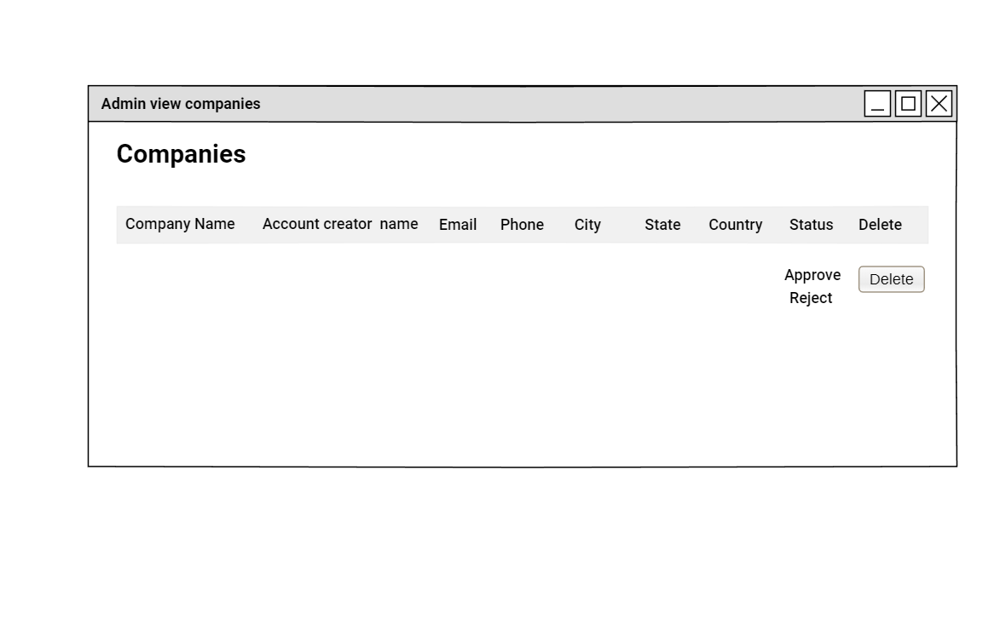 Admin view companies
Companies
Company Name Account creator name Email Phone City State Country Status Delete
Approve Delete
Reject